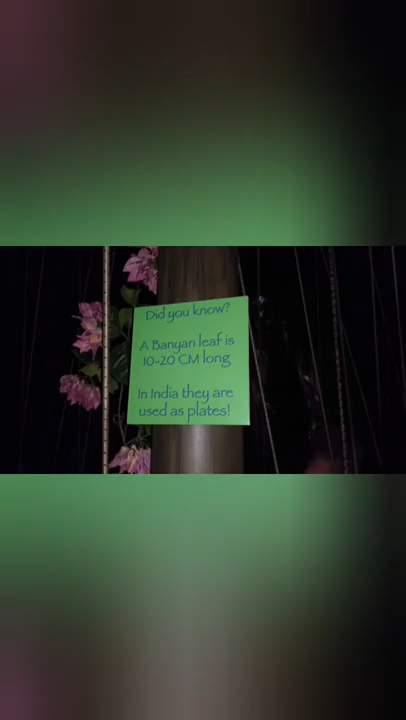 Did you know?
A Banyan leaf is
10-20 CM long
In India they are
used as plates!